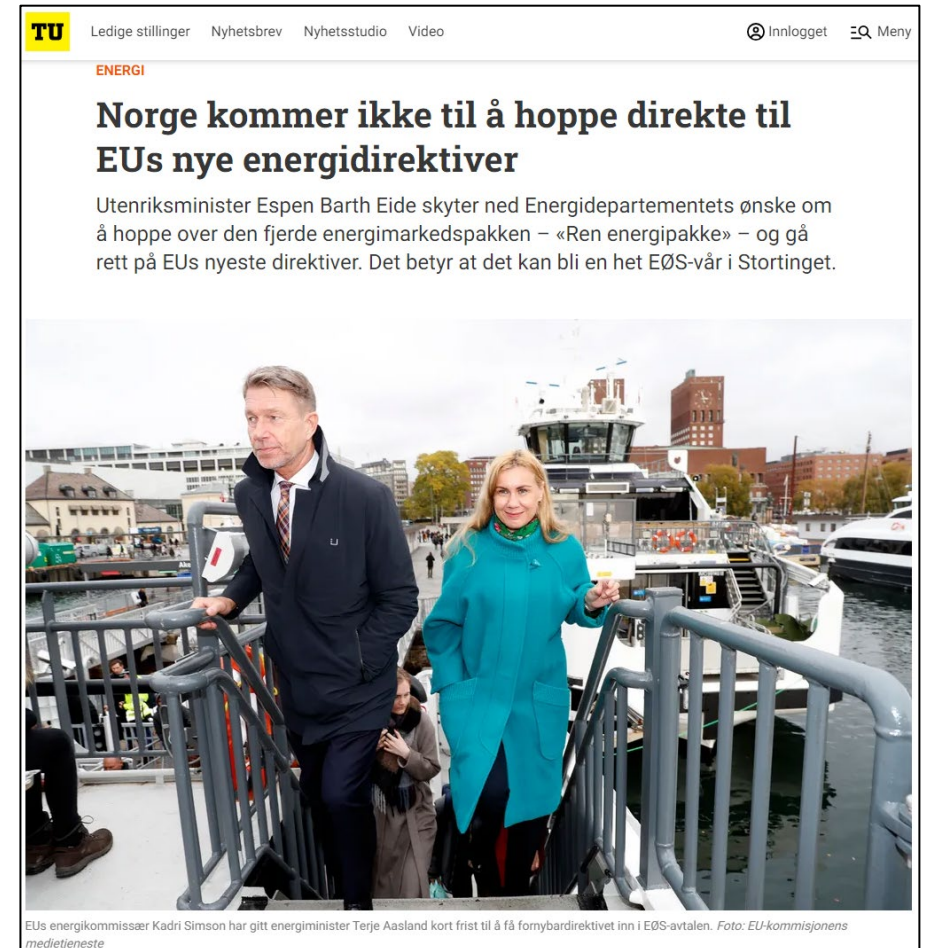 TU
Ledige stillinger Nyhetsbrev Nyhetsstudio Video Innlogget Meny
ENERGI
Norge kommer ikke til å hoppe direkte til
EUs nye energidirektiver
Utenriksminister Espen Barth Eide skyter ned Energidepartementets ønske om
å hoppe over den fjerde energimarkedspakken – «Ren energipakke» – og gå
rett på EUs nyeste direktiver. Det betyr at det kan bli en het EØS-vår i Stortinget.
EUs energikommissær Kadri Simson har gitt energiminister Terje Aasland kort frist til å få fornybardirektivet inn i EØS-avtalen. Foto: EU-kommisjonens
medietjeneste